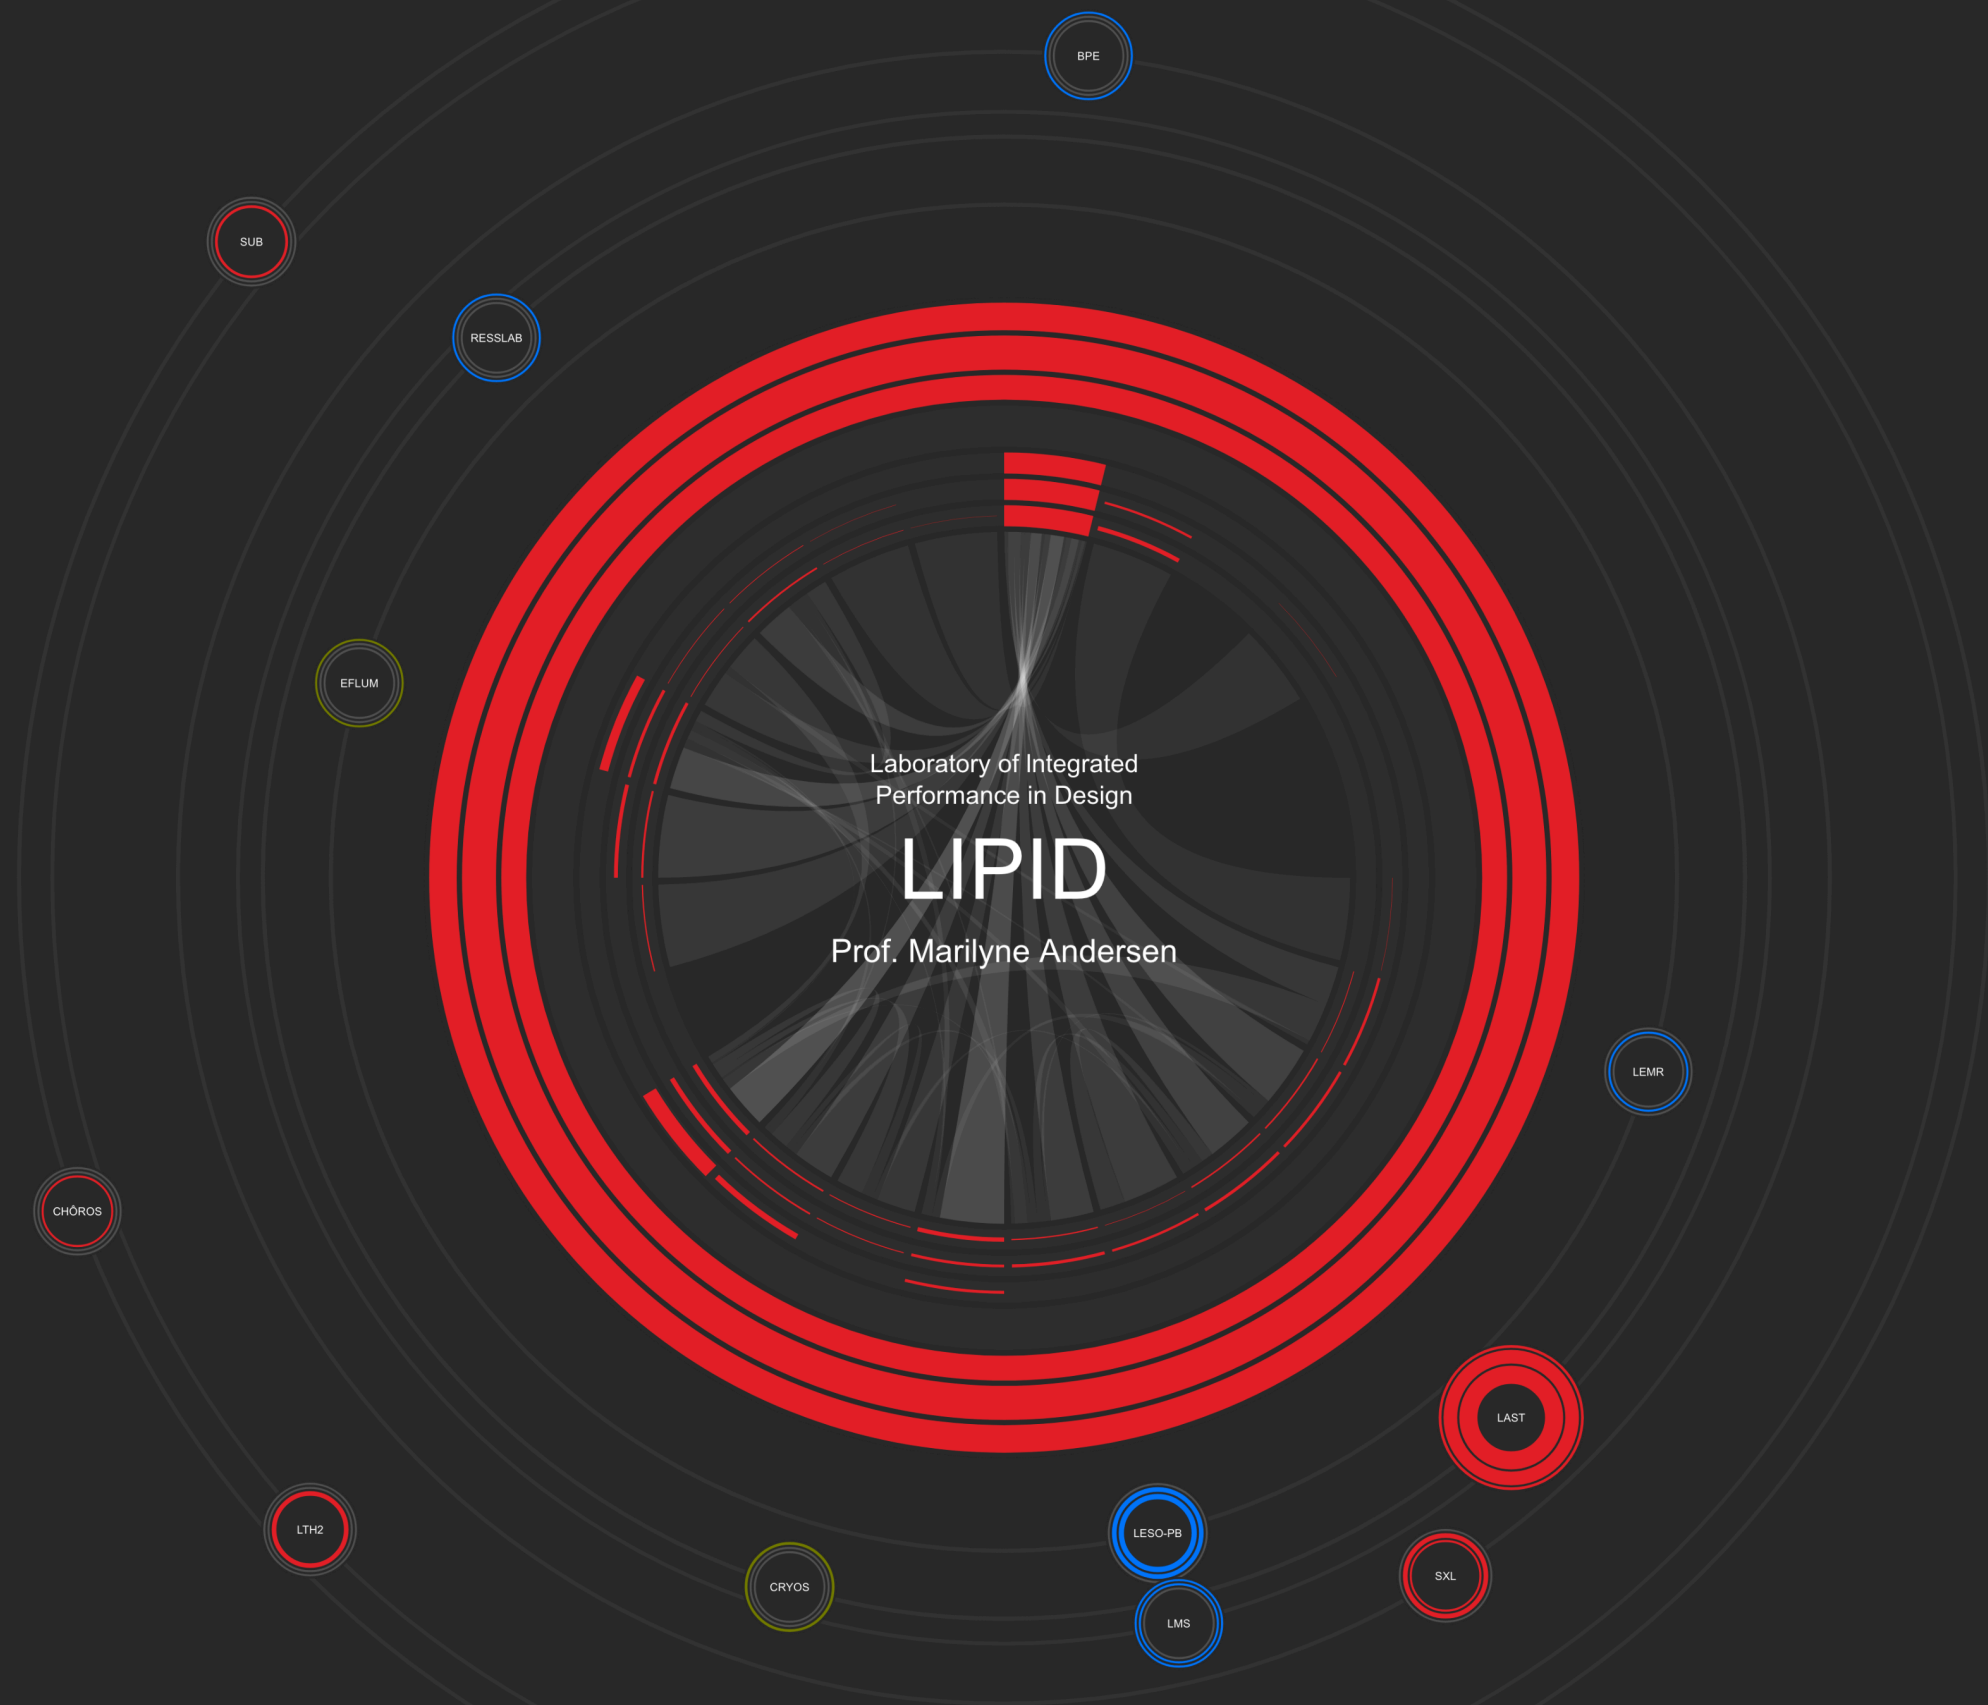 BPE
SUB
RESSLAB
EFLUM
Laboratory of Integrated
Performance in Design
LIPID
Prof. Marilyne Andersen
LEMR
CHÔROS
LAST
LTH2
LESO-PB
SXL
CRYOS
LMS